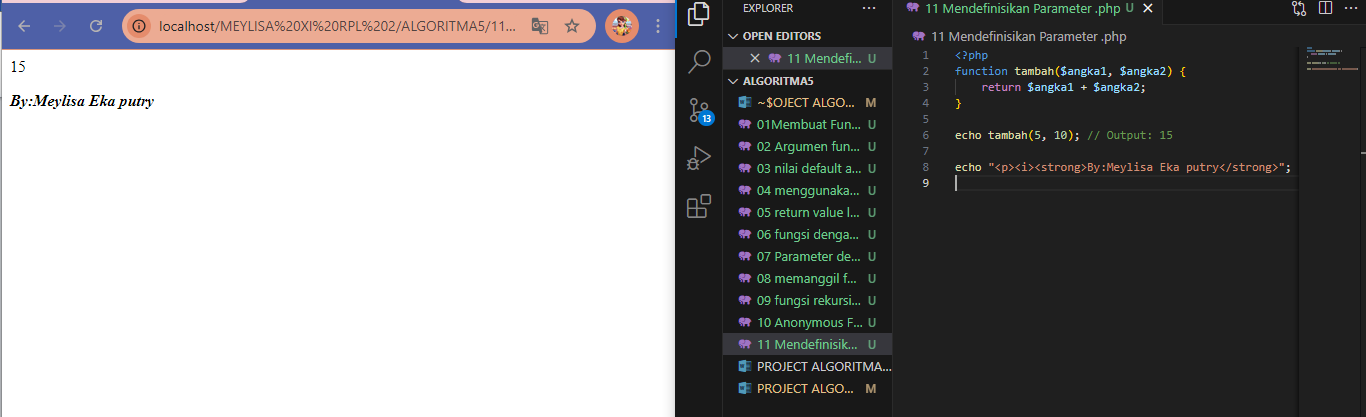 localhost/MEYLISA%20XI%20RPL%202/ALGORITMA5/11...
15
By:Meylisa Eka putry
EXPLORER
OPEN EDITORS
11 Mendefi... U
ALGORITMA5
~$OJECT ALGO... M
01Membuat Fun... U
02 Argumen fun... U
03 nilai default a... U
04 menggunaka... U
05 return value l... U
06 fungsi denga... U
07 Parameter de... U
08 memanggil f... U
09 fungsi rekursi... U
10 Anonymous F... U
11 Mendefinisik... U
PROJECT ALGORITMA...
PROJECT ALGO... M
13
11 Mendefinisikan Parameter .php U
11 Mendefinisikan Parameter .php
1 <?php
2 function tambah($angka1, $angka2) {
3 return $angka1 + $angka2;
4 }
5
6 echo tambah(5, 10); // Output: 15
7
8 echo "<p><i><strong>By:Meylisa Eka putry</strong>";
9